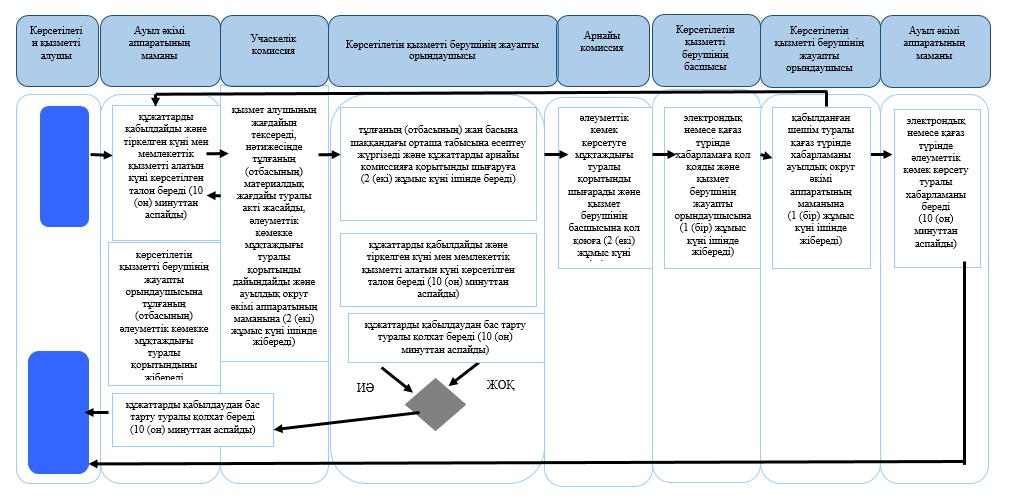 Көрсетілеті
н қызметті
алушы
Ауыл әкімі
аппаратының
маманы
Учаскелік
комиссия
Көрсетілетін қызметті берушінің жауапты
орындаушысы
Арнайы
комиссия
Көрсетілетін
қызметті
берушінің
басшысы
Көрсетілетін
қызметті берушінің
жауапты
орындаушысы
Ауыл әкімі
аппаратының
маманы
құжаттарды
қабылдайды және
тіркелген күні мен
мемлекеттік
қызметті алатын
күні көрсетілген
талон береді (10
(он) минуттан
аспайды)
көрсетілетін
қызметті берушінің
жауапты
орындаушысына
тұлғаның
(отбасының)
әлеуметтік көмекке
мұқтаждығы
туралы
қорытындыны
жібереді
құжаттарды қабылдаудан бас
тарту туралы қолхат береді
(10 (он) минуттан аспайды)
қызмет алушының
жағдайын
тексереді,
нәтижесінде
тұлғаның
(отбасының)
материалдық
жағдайы туралы
акті жасайды,
әлеуметтік
көмекке
мұқтаждығы
туралы
қорытынды
дайындайды және
ауылдық округ
әкімі аппаратының
маманына (2 (екі)
жұмыс күні ішінде
жібереді)
тұлғаның (отбасының) жан басына
шаққандағы орташа табысына есептеу
жүргізеді және құжаттарды арнайы
комиссияға қорытынды шығаруға
(2 (екі) жұмыс күні ішінде береді)
құжаттарды қабылдайды және
тіркелген күні мен мемлекеттік
қызметті алатын күні көрсетілген
талон береді (10 (он) минуттан
аспайды)
құжаттарды қабылдаудан бас тарту
туралы қолхат береді (10 (он)
минуттан аспайды)
ИӘ
ЖОҚ
әлеуметтік
көмек
көрсетуге
мұқтаждығы
туралы
қорытынды
шығарады және
қызмет
берушінің
басшысына қол
қоюға (2 (екі)
жұмыс күні
электрондық
немесе қағаз
түрінде
хабарламаға қол
қояды және
қызмет
берушінің
жауапты
орындаушысына
(1 (бір) жұмыс
күні ішінде
жібереді)
қабылданған
шешім туралы
қағаз түрінде
хабарламаны
ауылдық округ
әкімі
аппаратының
маманына
(1 (бір) жұмыс
күні ішінде
жібереді)
электрондық
немесе қағаз
түрінде
әлеуметтік
көмек көрсету
туралы
хабарламаны
береді
(10 (он)
минуттан
аспайды)